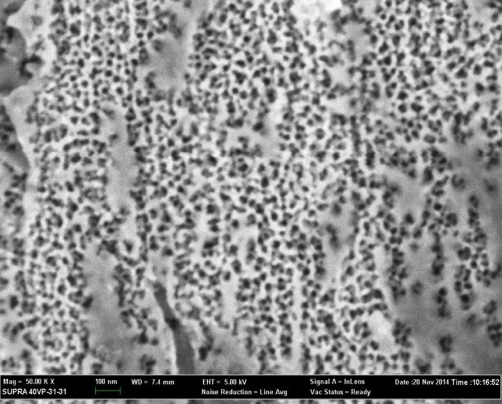 Mag = 50.00 K X 100 nm WD = 7.4 mm EHT = 5.00 kV Signal A = InLens Date :20 Nov 2014 Time :10:16:52
SUPRA 40VP-31-31 Noise Reduction = Line Avg Vac Status = Ready